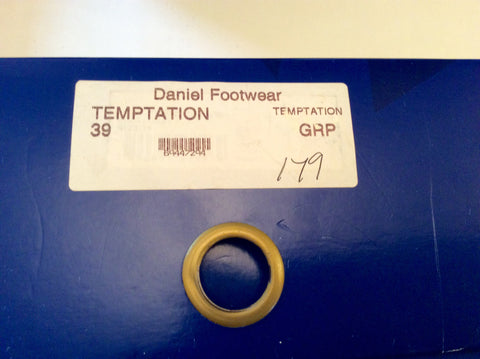 Daniel Footwear
TEMPTATION TEMPTATION
39 GRP
179